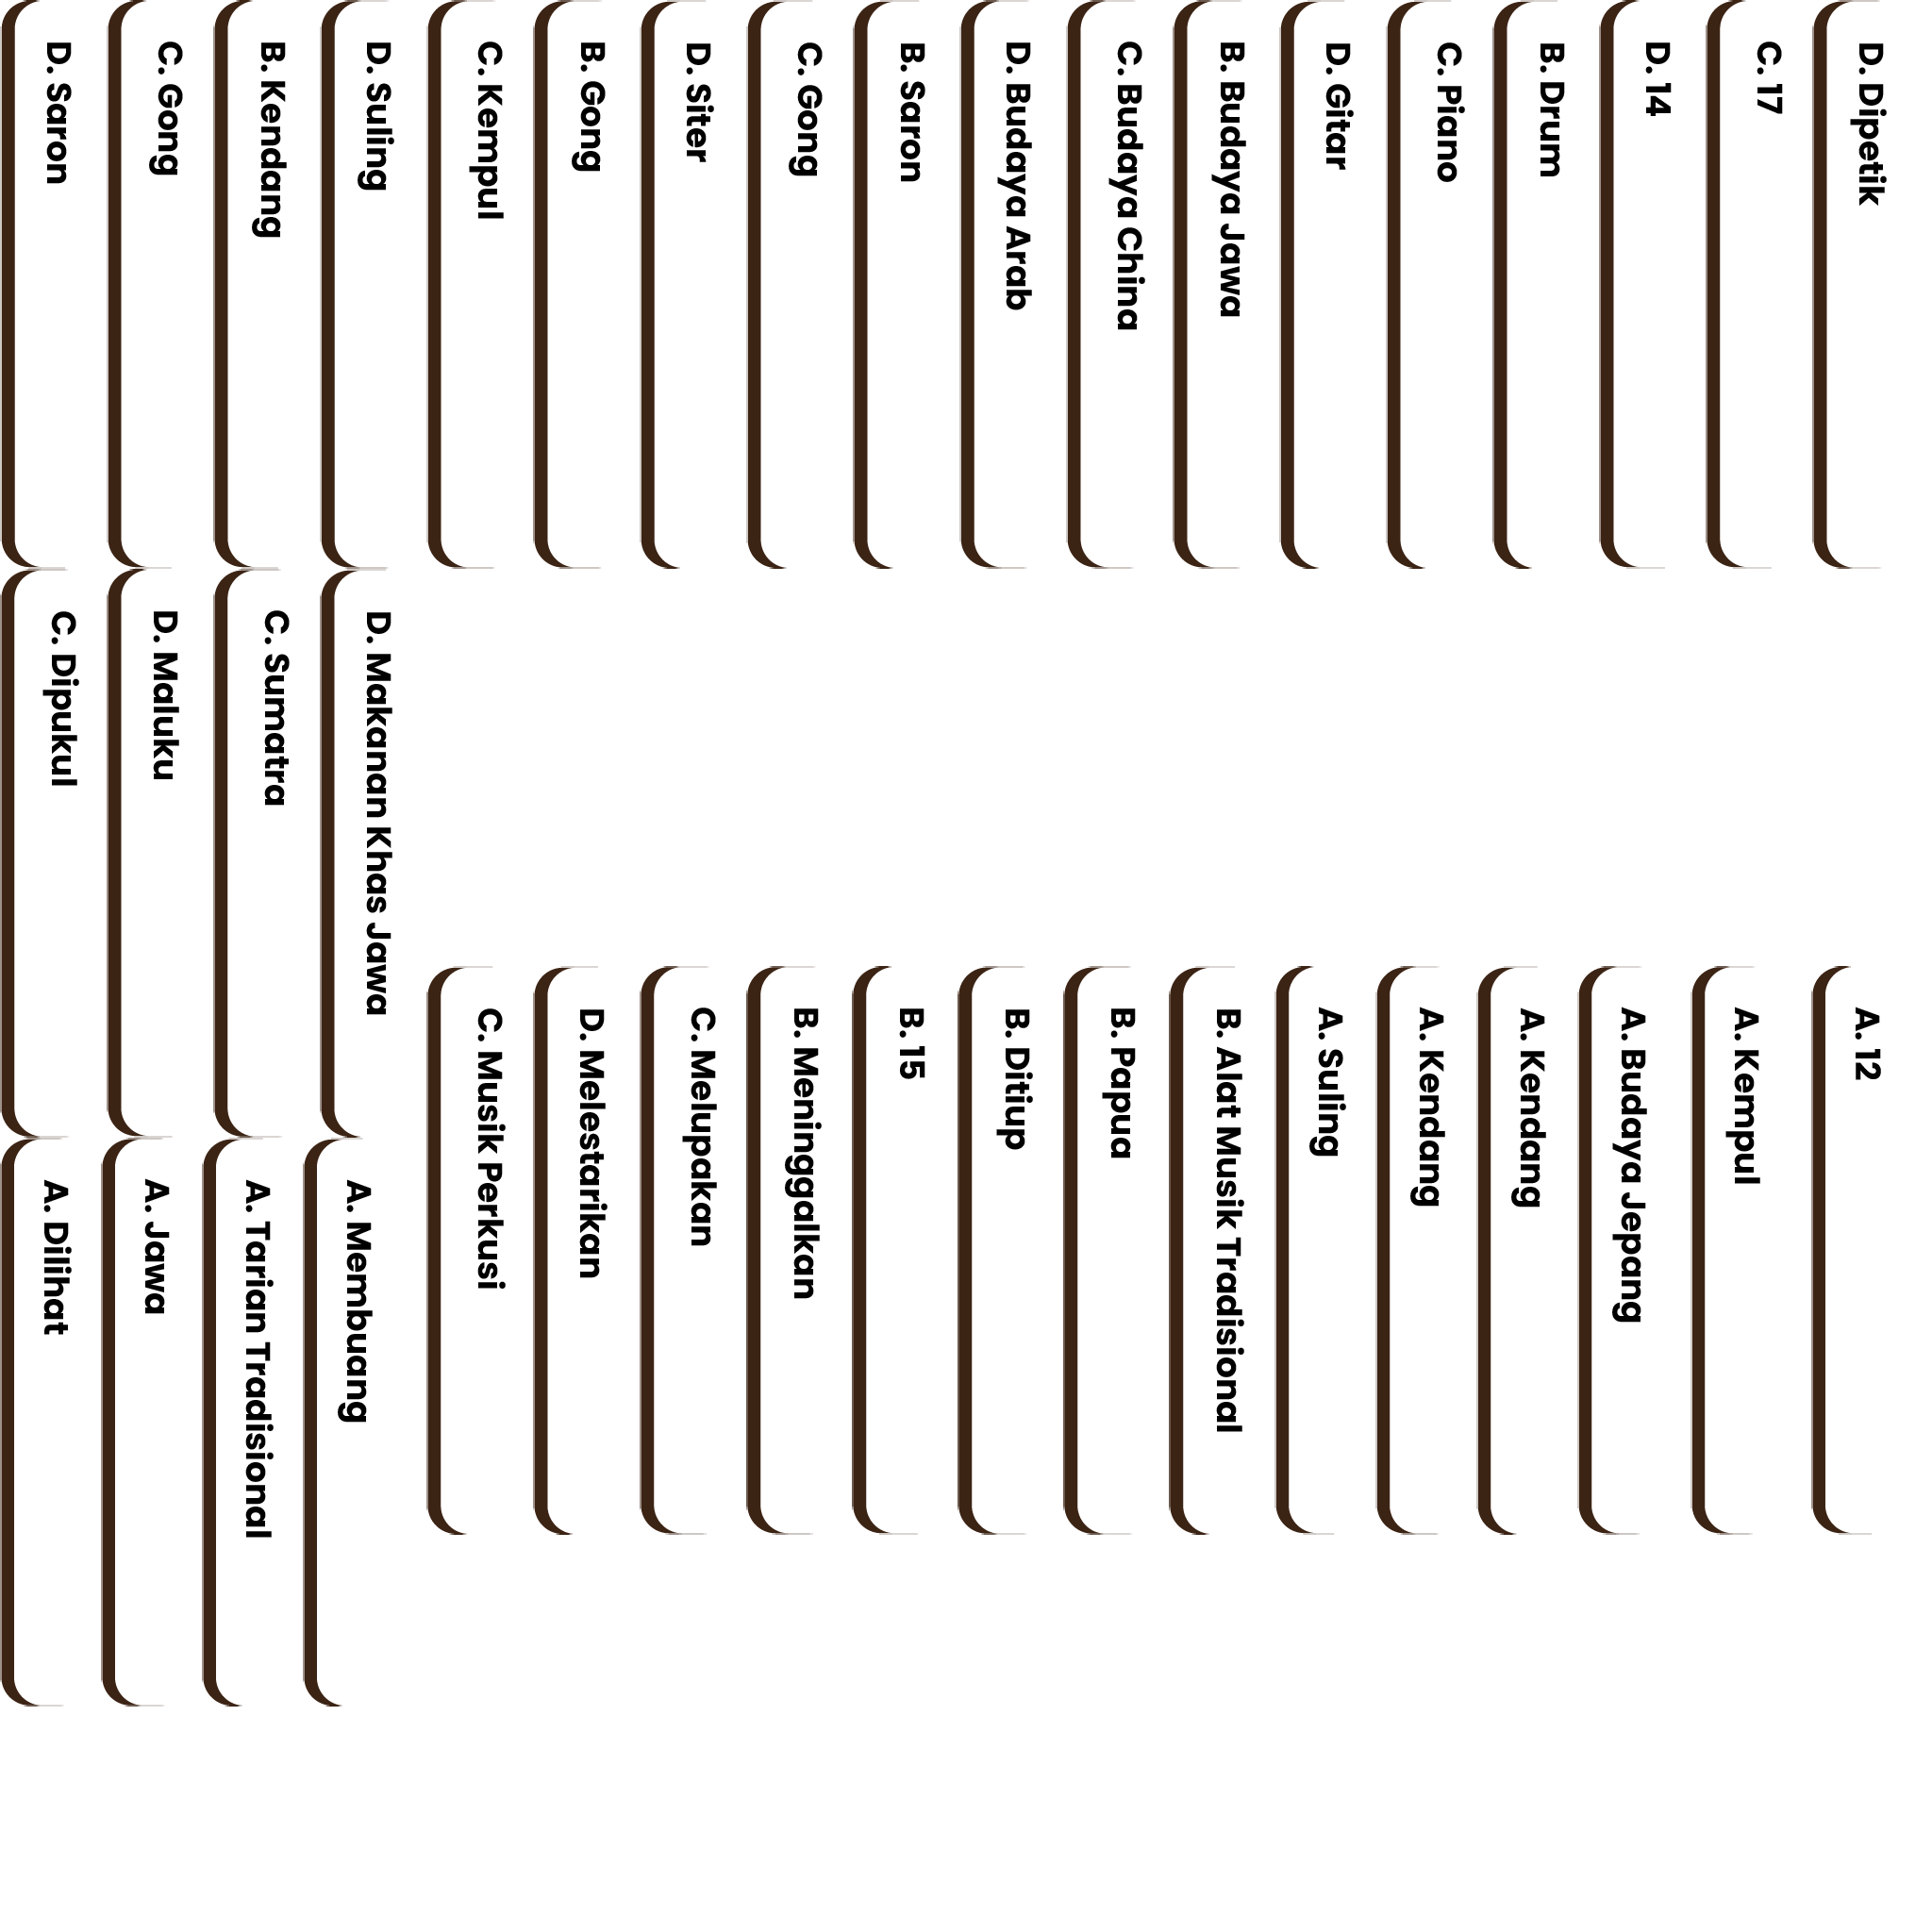 D. Dipetik
C. 17
D. 14
B. Drum
C. Piano
D. Gitar
B. Budaya Jawa
C. Budaya China
D. Budaya Arab
B. Saron
C. Gong
D. Siter
B. Gong
C. Kempul
D. Suling
B. Kendang
C. Gong
D. Saron
D. Makanan Khas Jawa
C. Sumatra
D. Maluku
C. Dipukul
A. 12
A. Kempul
A. Budaya Jepang
A. Kendang
A. Kendang
A. Suling
B. Alat Musik Tradisional
B. Papua
B. Ditiup
B. 15
B. Meninggalkan
C. Melupakan
D. Melestarikan
C. Musik Perkusi
A. Membuang
A. Tarian Tradisional
A. Jawa
A. Dilihat